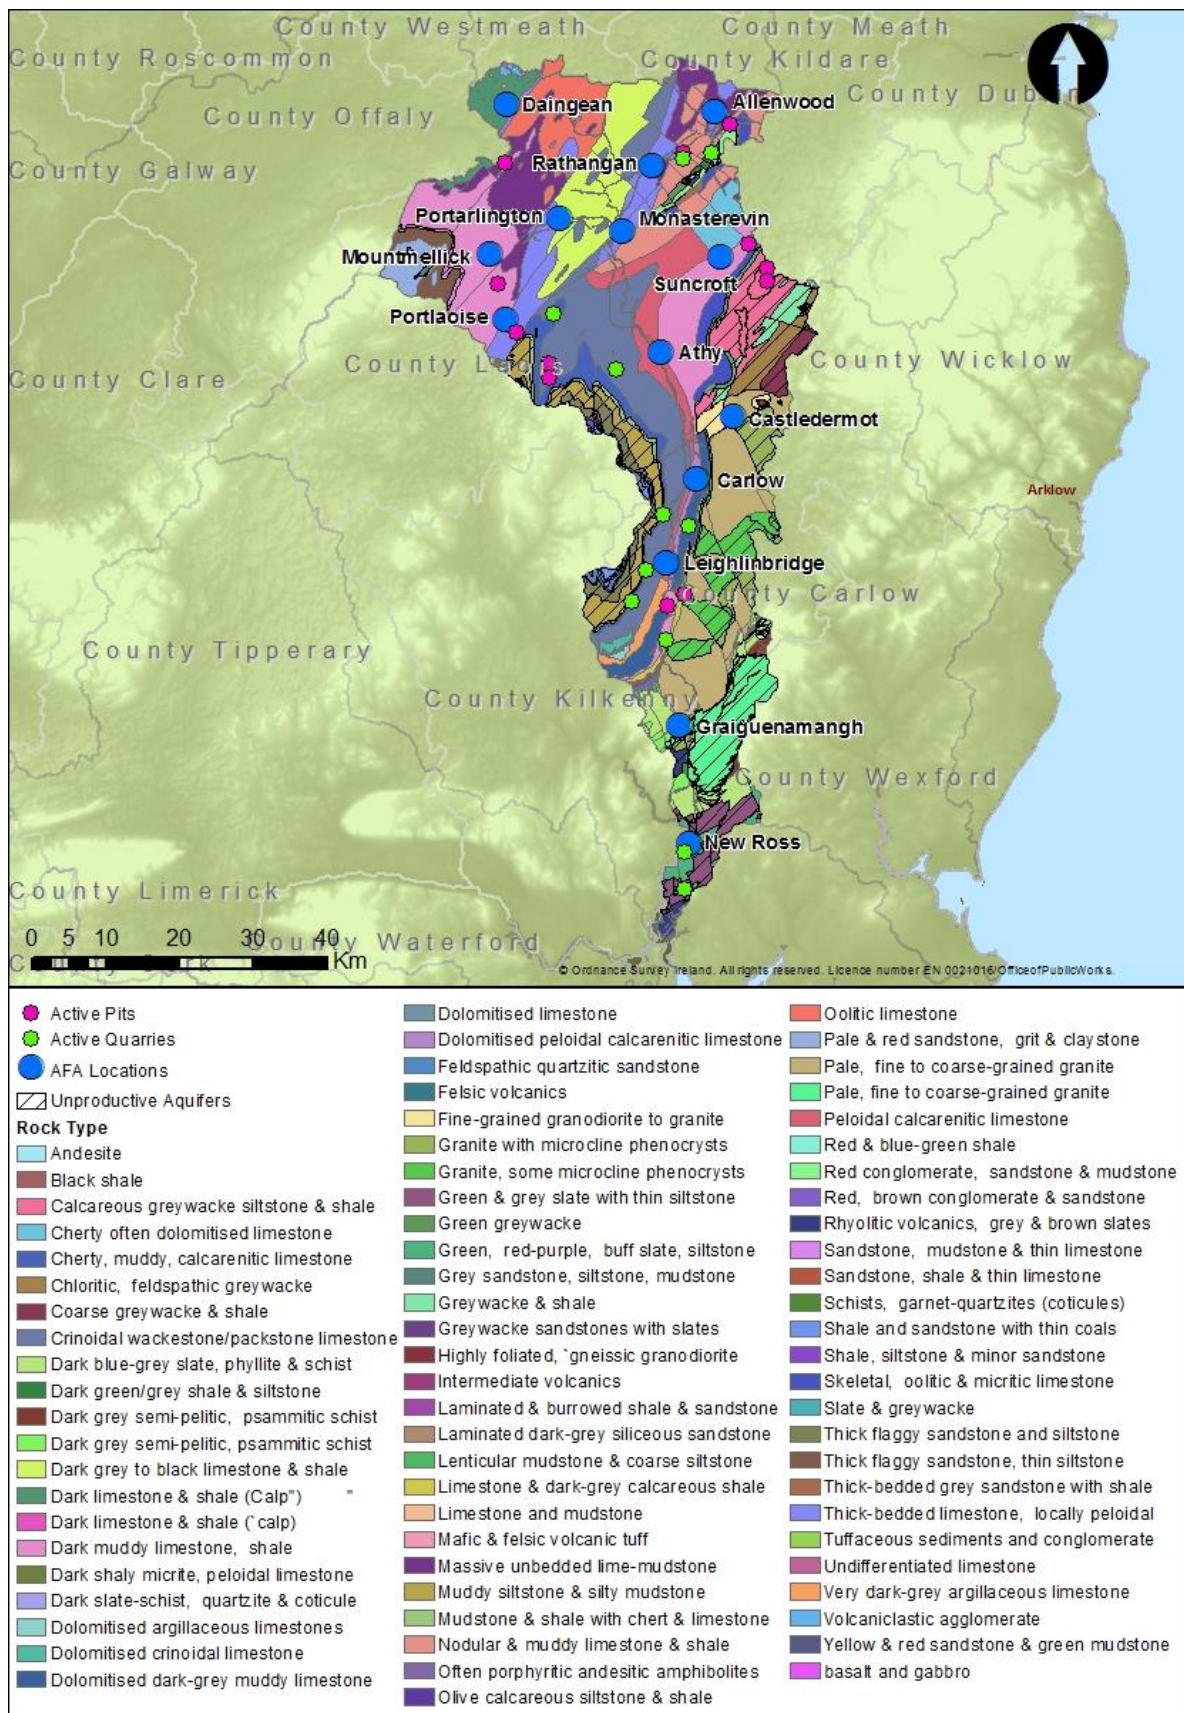 County Westmeath
County Meath
County Roscommon
County Kildare
County Dublin
Daingean
Allenwood
County Offaly
County Galway
Rathangan
Portarlington
Monasterevin
Mountmellick
Suncroft
Portlaoise
County Laois
Athy
County Wicklow
County Clare
Castledermot
Carlow
Arklow
Leighlinbridge
County Carlow
County Tipperary
County Kilkenny
Graiguenamangh
County Wexford
New Ross
County Limerick
0 5 10 20 30 40
County Waterford
Km
© Ordnance Survey Ireland. All rights reserved. Licence number EN 0021016/OfficeofPublicWorks.
Active Pits
Active Quarries
AFA Locations
Unproductive Aquifers
Rock Type
Andesite
Black shale
Calcareous greywacke siltstone & shale
Cherty often dolomitised limestone
Cherty, muddy, calcarenitic limestone
Chloritic, feldspathic greywacke
Coarse greywacke & shale
Crinoidal wackestone/packstone limestone
Dark blue-grey slate, phyllite & schist
Dark green/grey shale & siltstone
Dark grey semi-pelitic, psammitic schist
Dark grey semi-pelitic, psammitic schist
Dark grey to black limestone & shale
Dark limestone & shale (Calp") "
Dark limestone & shale (`calp)
Dark muddy limestone, shale
Dark shaly micrite, peloidal limestone
Dark slate-schist, quartzite & coticule
Dolomitised argillaceous limestones
Dolomitised crinoidal limestone
Dolomitised dark-grey muddy limestone
Dolomitised limestone
Dolomitised peloidal calcarenitic limestone
Feldspathic quartzitic sandstone
Felsic volcanics
Fine-grained granodiorite to granite
Granite with microcline phenocrysts
Granite, some microcline phenocrysts
Green & grey slate with thin siltstone
Green greywacke
Green, red-purple, buff slate, siltstone
Grey sandstone, siltstone, mudstone
Greywacke & shale
Greywacke sandstones with slates
Highly foliated, `gneissic granodiorite
Intermediate volcanics
Laminated & burrowed shale & sandstone
Laminated dark-grey siliceous sandstone
Lenticular mudstone & coarse siltstone
Limestone & dark-grey calcareous shale
Limestone and mudstone
Mafic & felsic volcanic tuff
Massive unbedded lime-mudstone
Muddy siltstone & silty mudstone
Mudstone & shale with chert & limestone
Nodular & muddy limestone & shale
Often porphyritic andesitic amphibolites
Olive calcareous siltstone & shale
Oolitic limestone
Pale & red sandstone, grit & claystone
Pale, fine to coarse-grained granite
Pale, fine to coarse-grained granite
Peloidal calcarenitic limestone
Red & blue-green shale
Red conglomerate, sandstone & mudstone
Red, brown conglomerate & sandstone
Rhyolitic volcanics, grey & brown slates
Sandstone, mudstone & thin limestone
Sandstone, shale & thin limestone
Schists, garnet-quartzites (coticules)
Shale and sandstone with thin coals
Shale, siltstone & minor sandstone
Skeletal, oolitic & micritic limestone
Slate & greywacke
Thick flaggy sandstone and siltstone
Thick flaggy sandstone, thin siltstone
Thick-bedded grey sandstone with shale
Thick-bedded limestone, locally peloidal
Tuffaceous sediments and conglomerate
Undifferentiated limestone
Very dark-grey argillaceous limestone
Volcaniclastic agglomerate
Yellow & red sandstone & green mudstone
basalt and gabbro